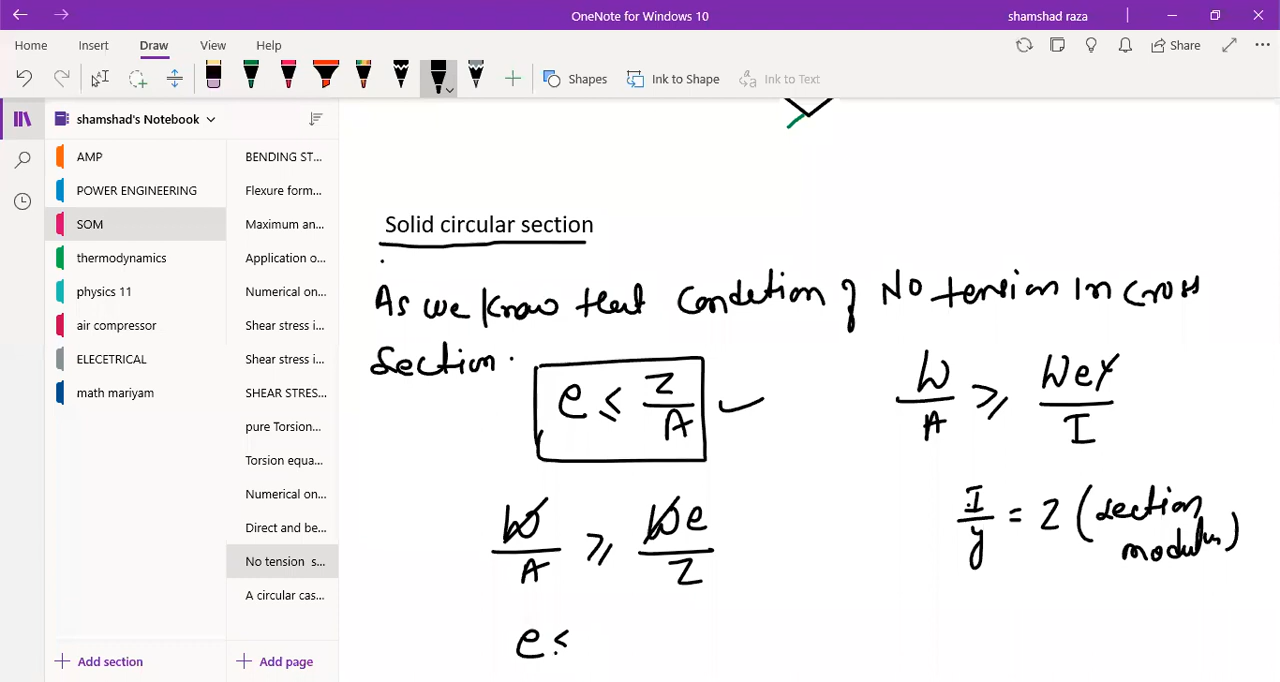 OneNote for Windows 10
shamshad raza
Home Insert Draw View Help
Share
Shapes
Ink to Shape
Ink to Text
shamshad's Notebook
AMP
POWER ENGINEERING
SOM
thermodynamics
physics 11
air compressor
ELECETRICAL
math mariyam
Add section
BENDING ST...
Flexure form...
Maximum an...
Application o...
Numerical on...
Shear stress i...
Shear stress i...
SHEAR STRES...
pure Torsion...
Torsion equa...
Numerical on...
Direct and be...
No tension s...
A circular cas...
Add page
Solid circular section
As we know that Condition of No tension in cross
section.
e ≤ Z/A
W/A ≥ Wey/I
I/y = Z (section modulus)
W/A ≥ We/Z
e ≤